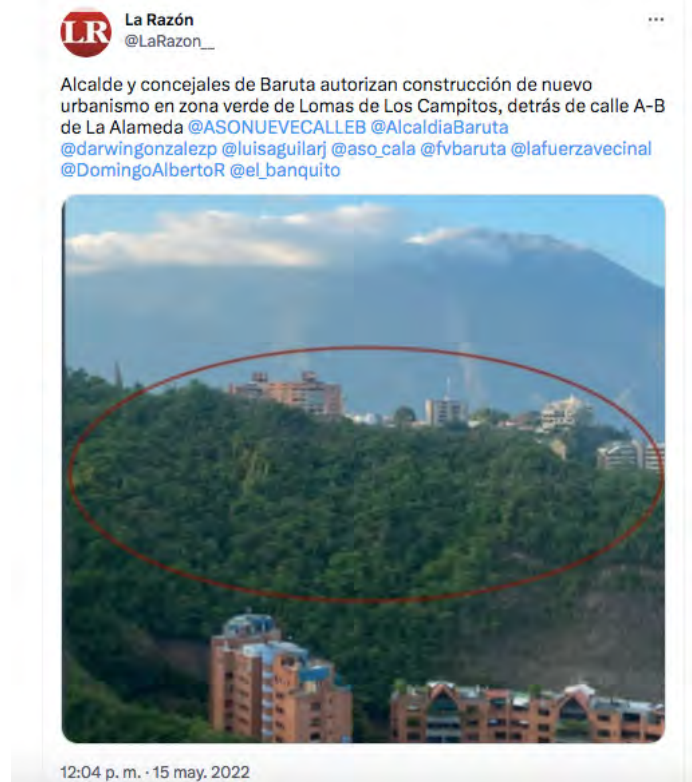 LR
La Razón
@LaRazon__
Alcalde y concejales de Baruta autorizan construcción de nuevo
urbanismo en zona verde de Lomas de Los Campitos, detrás de calle A-B
de La Alameda @ASONUEVECALLEB @AlcaldiaBaruta
@darwingonzalezp @luisaguilarj @aso_cala @fvbaruta @lafuerzavecinal
@DomingoAlbertoR @el_banquito
12:04 p. m. · 15 may. 2022